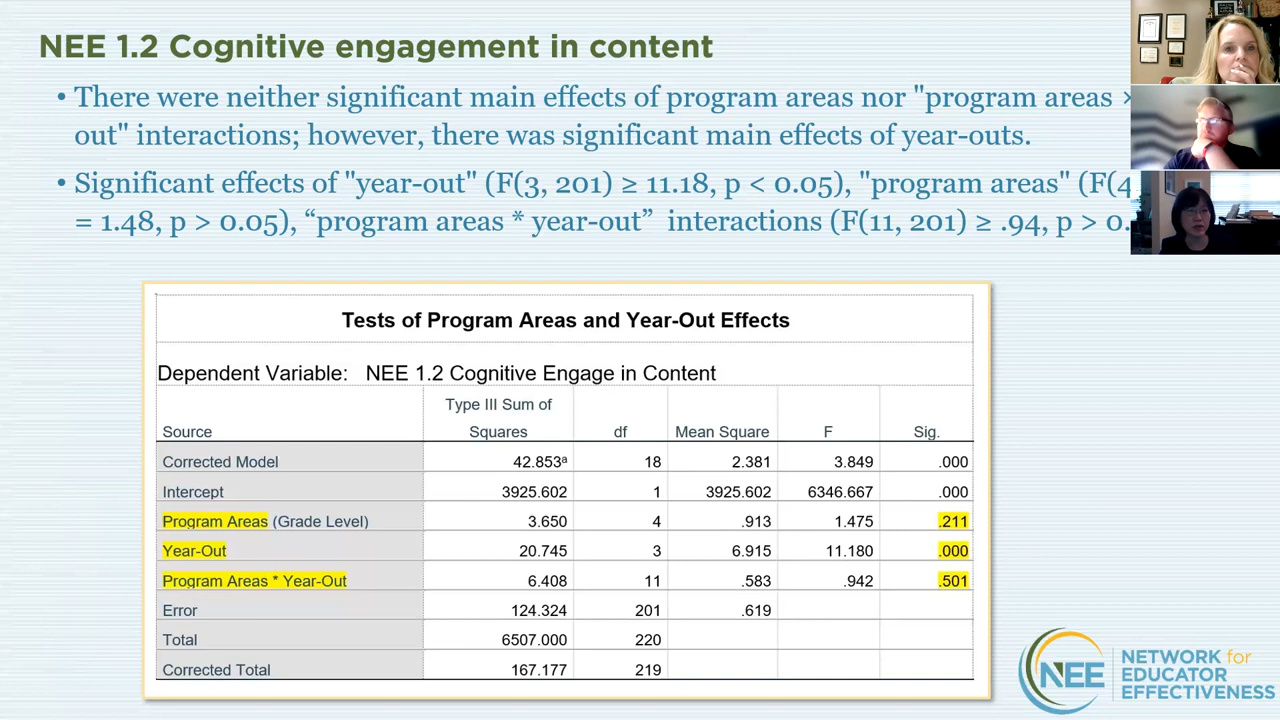 NEE 1.2 Cognitive engagement in content
• There were neither significant main effects of program areas nor "program areas ×
out" interactions; however, there was significant main effects of year-outs.
• Significant effects of "year-out" (F(3, 201) ≥ 11.18, p < 0.05), "program areas" (F(4
= 1.48, p > 0.05), “program areas * year-out” interactions (F(11, 201) ≥ .94, p > 0.
Tests of Program Areas and Year-Out Effects
Dependent Variable: NEE 1.2 Cognitive Engage in Content
Source Type III Sum of Squares df Mean Square F Sig.
Corrected Model 42.853ᵃ 18 2.381 3.849 .000
Intercept 3925.602 1 3925.602 6346.667 .000
Program Areas (Grade Level) 3.650 4 .913 1.475 .211
Year-Out 20.745 3 6.915 11.180 .000
Program Areas * Year-Out 6.408 11 .583 .942 .501
Error 124.324 201 .619
Total 6507.000 220
Corrected Total 167.177 219
NEE
NETWORK for
EDUCATOR
EFFECTIVENESS